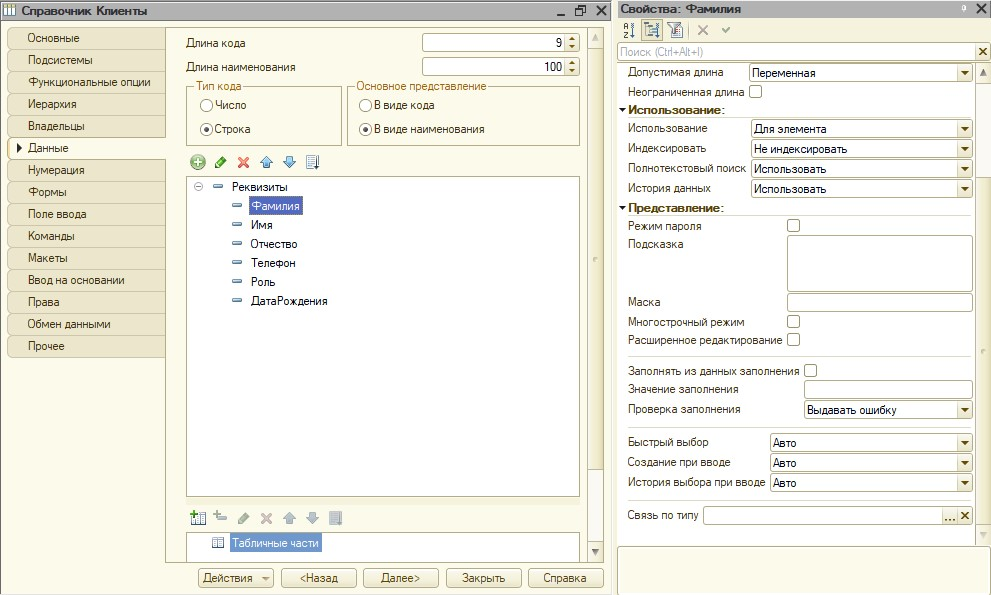 Справочник Клиенты
Основные
Подсистемы
Функциональные опции
Иерархия
Владельцы
Данные
Нумерация
Формы
Поле ввода
Команды
Макеты
Ввод на основании
Права
Обмен данными
Прочее
Длина кода 9
Длина наименования 100
Тип кода
Число
Строка
Основное представление
В виде кода
В виде наименования
Реквизиты
Фамилия
Имя
Отчество
Телефон
Роль
ДатаРождения
Табличные части
Действия <Назад Далее> Закрыть Справка
Свойства: Фамилия
Поиск (Ctrl+Alt+I)
Допустимая длина Переменная
Неограниченная длина
Использование:
Использование Для элемента
Индексировать Не индексировать
Полнотекстовый поиск Использовать
История данных Использовать
Представление:
Режим пароля
Подсказка
Маска
Многострочный режим
Расширенное редактирование
Заполнять из данных заполнения
Значение заполнения
Проверка заполнения Выдавать ошибку
Быстрый выбор Авто
Создание при вводе Авто
История выбора при вводе Авто
Связь по типу ...